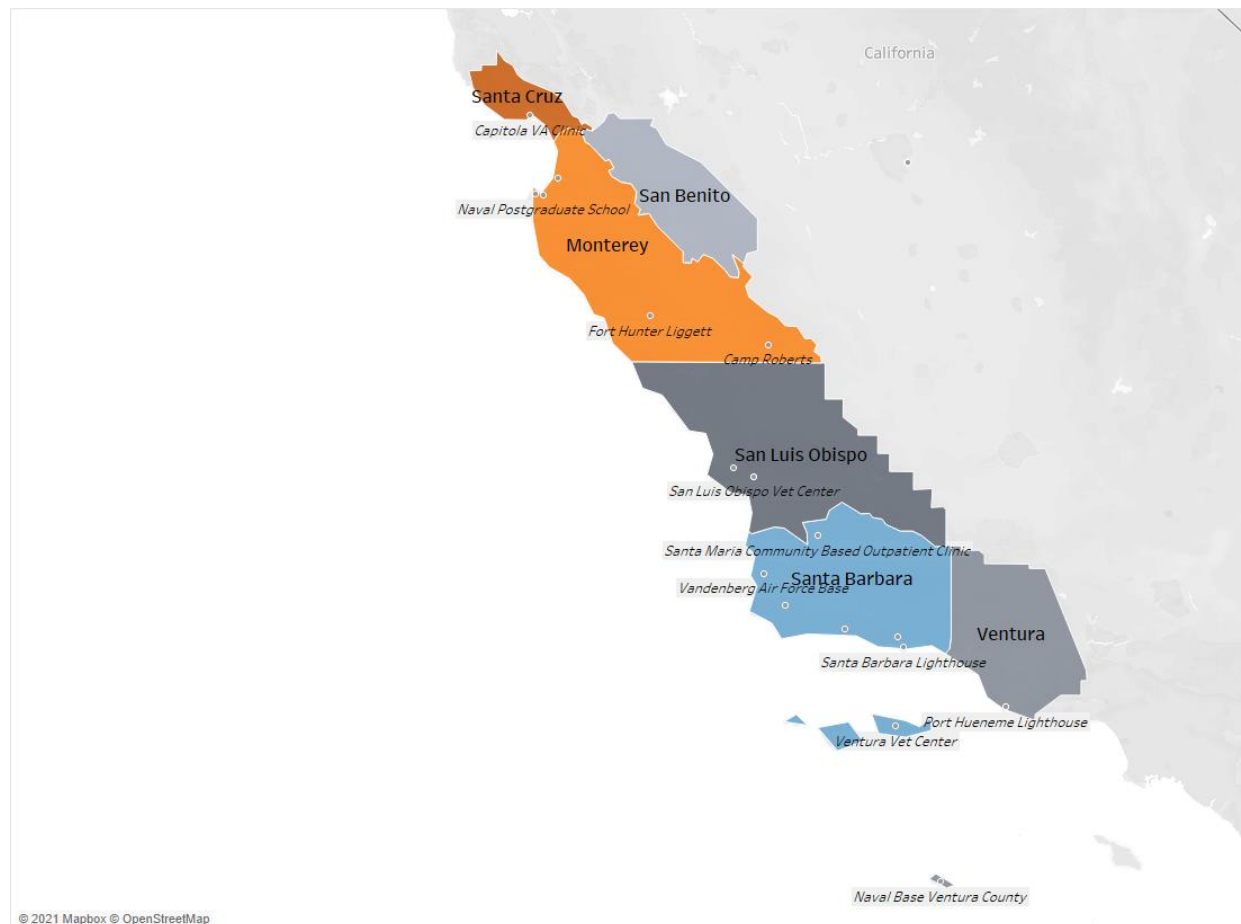 California
Santa Cruz
Capitola VA Clinic
San Benito
Naval Postgraduate School
Monterey
Fort Hunter Liggett
Camp Roberts
San Luis Obispo
San Luis Obispo Vet Center
Santa Maria Community Based Outpatient Clinic
Santa Barbara
Vandenberg Air Force Base
Ventura
Santa Barbara Lighthouse
Port Hueneme Lighthouse
Ventura Vet Center
Naval Base Ventura County
© 2021 Mapbox © OpenStreetMap